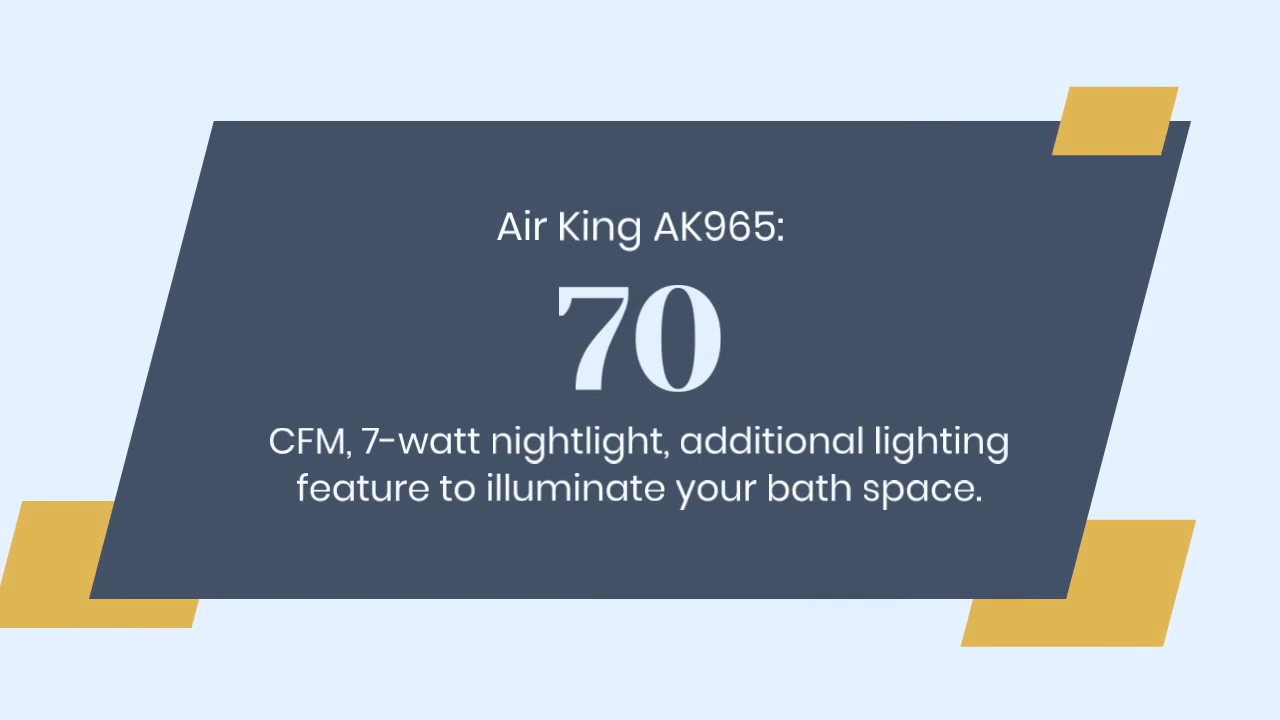 Air King AK965:
70
CFM, 7-watt nightlight, additional lighting
feature to illuminate your bath space.